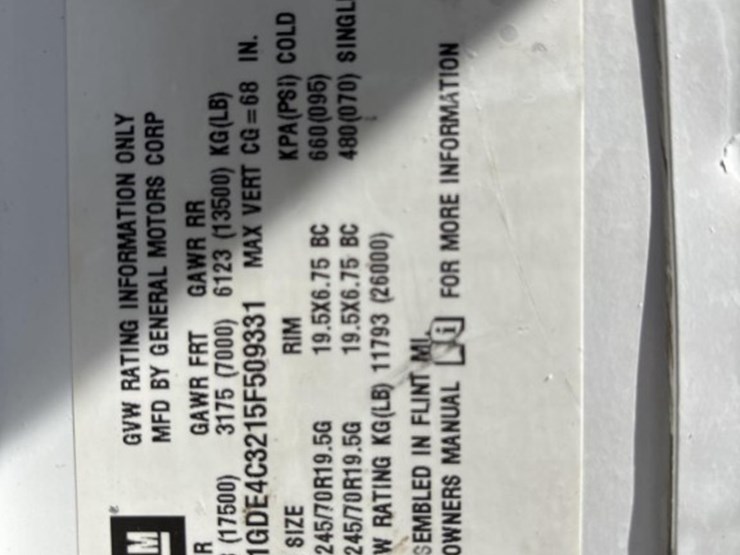 M
GVW RATING INFORMATION ONLY
MFD BY GENERAL MOTORS CORP
R GAWR FRT GAWR RR
(17500) 3175 (7000) 6123 (13500) KG(LB)
1GDE4C3215F509331 MAX VERT CG=68 IN.
SIZE RIM KPA(PSI) COLD
245/70R19.5G 19.5X6.75 BC 660(095)
245/70R19.5G 19.5X6.75 BC 480(070) SINGL
W RATING KG(LB) 11793 (26000)
SEMBLED IN FLINT MI.
OWNERS MANUAL i FOR MORE INFORMATION